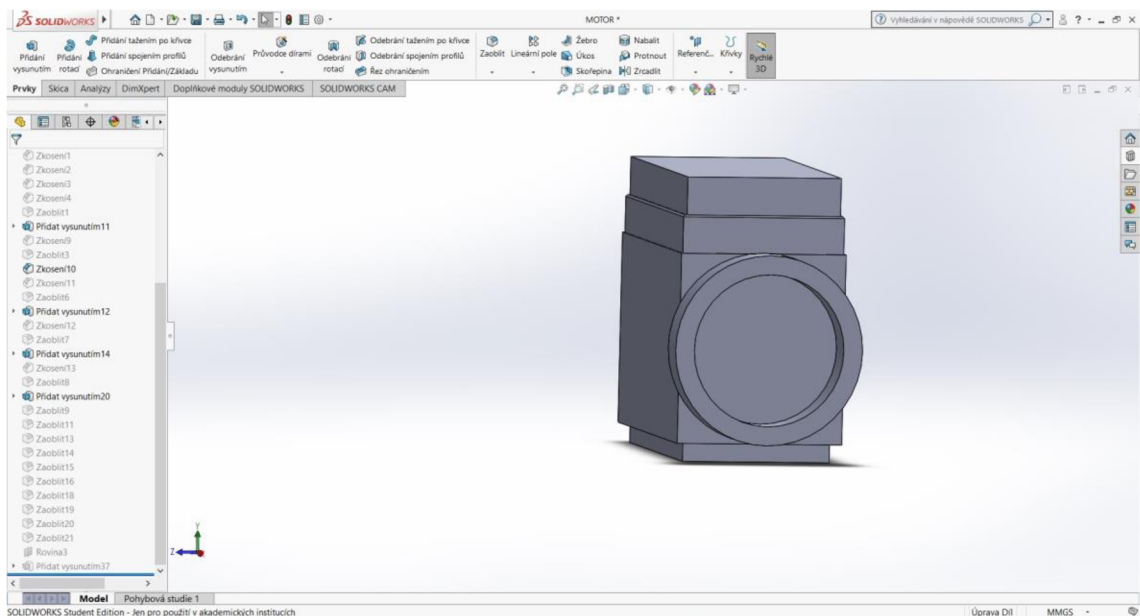 SOLIDWORKS
MOTOR *
Vyhledávání v nápovědě SOLIDWORKS
Přidání vysunutím
Přidání rotací
Přidání tažením po křivce
Přidání spojením profilů
Ohraničení Přidání/Základu
Odebrání vysunutím
Průvodce dírami
Odebrání rotací
Odebrání tažením po křivce
Odebrání spojením profilů
Řez ohraničením
Zaoblit
Lineární pole
Žebro
Úkos
Skořepina
Nabalit
Protnout
Zrcadlit
Referenč...
Křivky
Rychlé 3D
Prvky
Skica
Analýzy
DimXpert
Doplňkové moduly SOLIDWORKS
SOLIDWORKS CAM
Zkosení1
Zkosení2
Zkosení3
Zkosení4
Zaoblit1
Přidat vysunutím11
Zkosení9
Zaoblit3
Zkosení10
Zkosení11
Zaoblit6
Přidat vysunutím12
Zkosení12
Zaoblit7
Přidat vysunutím14
Zkosení13
Zaoblit8
Přidat vysunutím20
Zaoblit9
Zaoblit11
Zaoblit13
Zaoblit14
Zaoblit15
Zaoblit16
Zaoblit18
Zaoblit19
Zaoblit20
Zaoblit21
Rovina3
Přidat vysunutím37
Y
Z
Model
Pohybová studie 1
SOLIDWORKS Student Edition - Jen pro použití v akademických institucích
Úprava Díl
MMGS